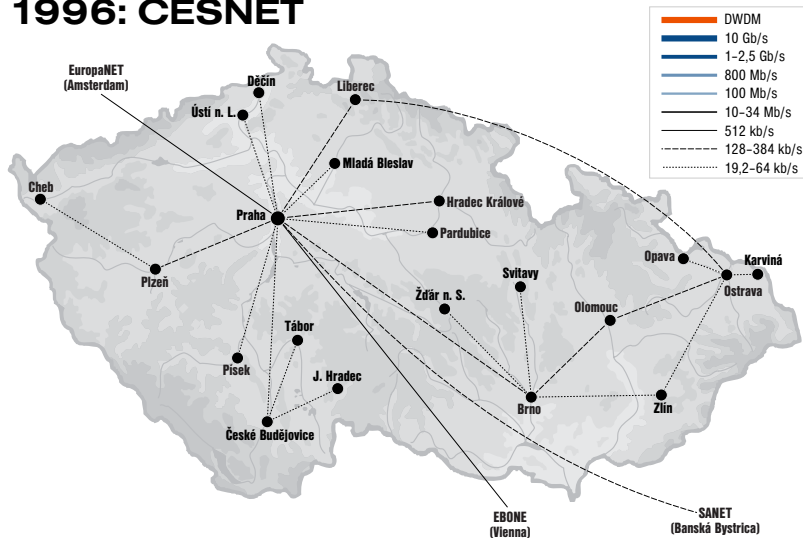 1996: CESNET
DWDM
10 Gb/s
1–2,5 Gb/s
800 Mb/s
100 Mb/s
10–34 Mb/s
512 kb/s
128–384 kb/s
19,2–64 kb/s
EuropaNET
(Amsterdam)
Děčín
Liberec
Ústí n. L.
Mladá Bleslav
Cheb
Praha
Hradec Králové
Pardubice
Plzeň
Opava
Karviná
Ostrava
Svitavy
Žďár n. S.
Olomouc
Tábor
Písek
J. Hradec
Brno
Zlín
České Budějovice
EBONE
(Vienna)
SANET
(Banská Bystrica)